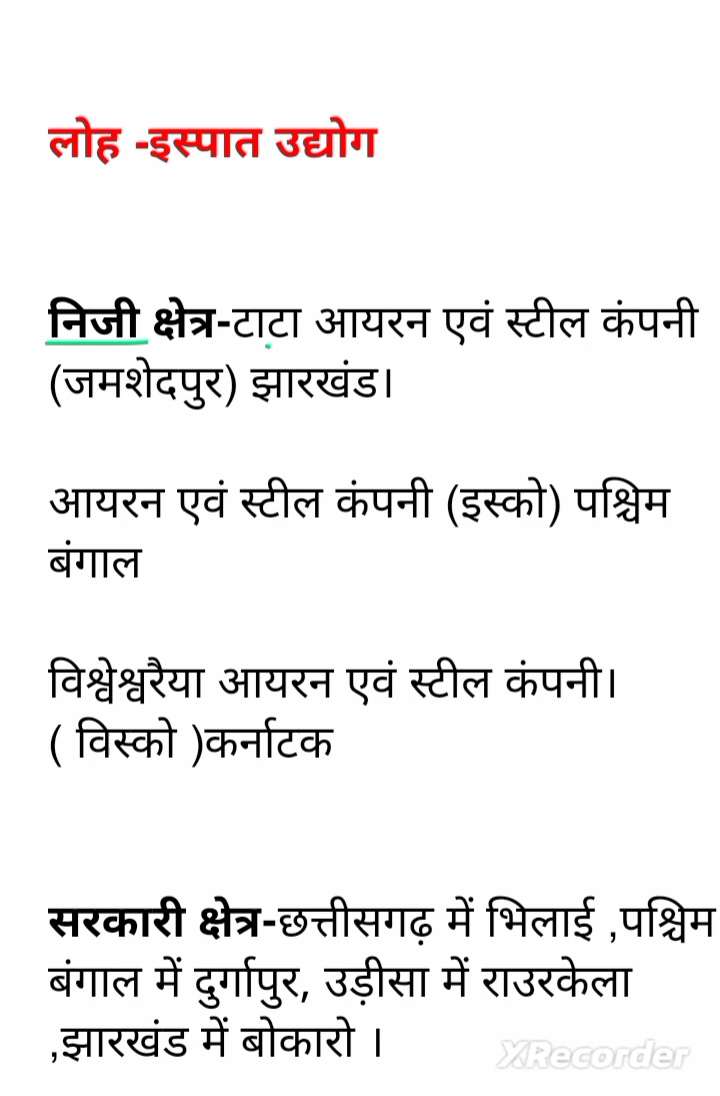 लोह -इस्पात उद्योग
निजी क्षेत्र-टाटा आयरन एवं स्टील कंपनी
(जमशेदपुर) झारखंड।
आयरन एवं स्टील कंपनी (इस्को) पश्चिम
बंगाल
विश्वेश्वरैया आयरन एवं स्टील कंपनी।
( विस्को )कर्नाटक
सरकारी क्षेत्र-छत्तीसगढ़ में भिलाई ,पश्चिम
बंगाल में दुर्गापुर, उड़ीसा में राउरकेला
,झारखंड में बोकारो ।
XRecorder